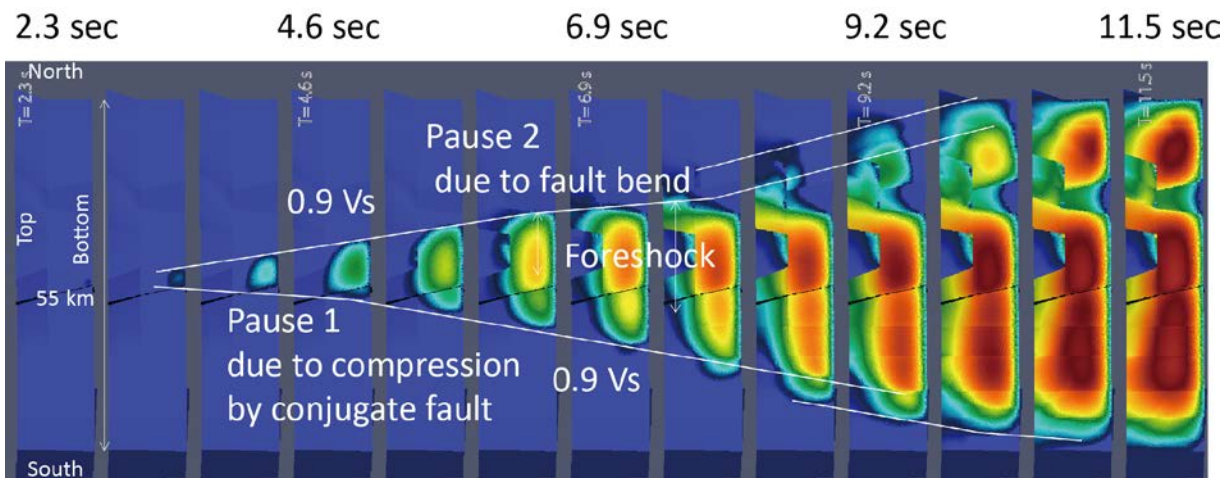 2.3 sec 4.6 sec 6.9 sec 9.2 sec 11.5 sec
North
T=2.3 s
T=4.6 s
T=6.9 s
T=9.2 s
T=11.5 s
Pause 2
due to fault bend
0.9 Vs
Top
Bottom
Foreshock
55 km
Pause 1
due to compression
by conjugate fault
0.9 Vs
South